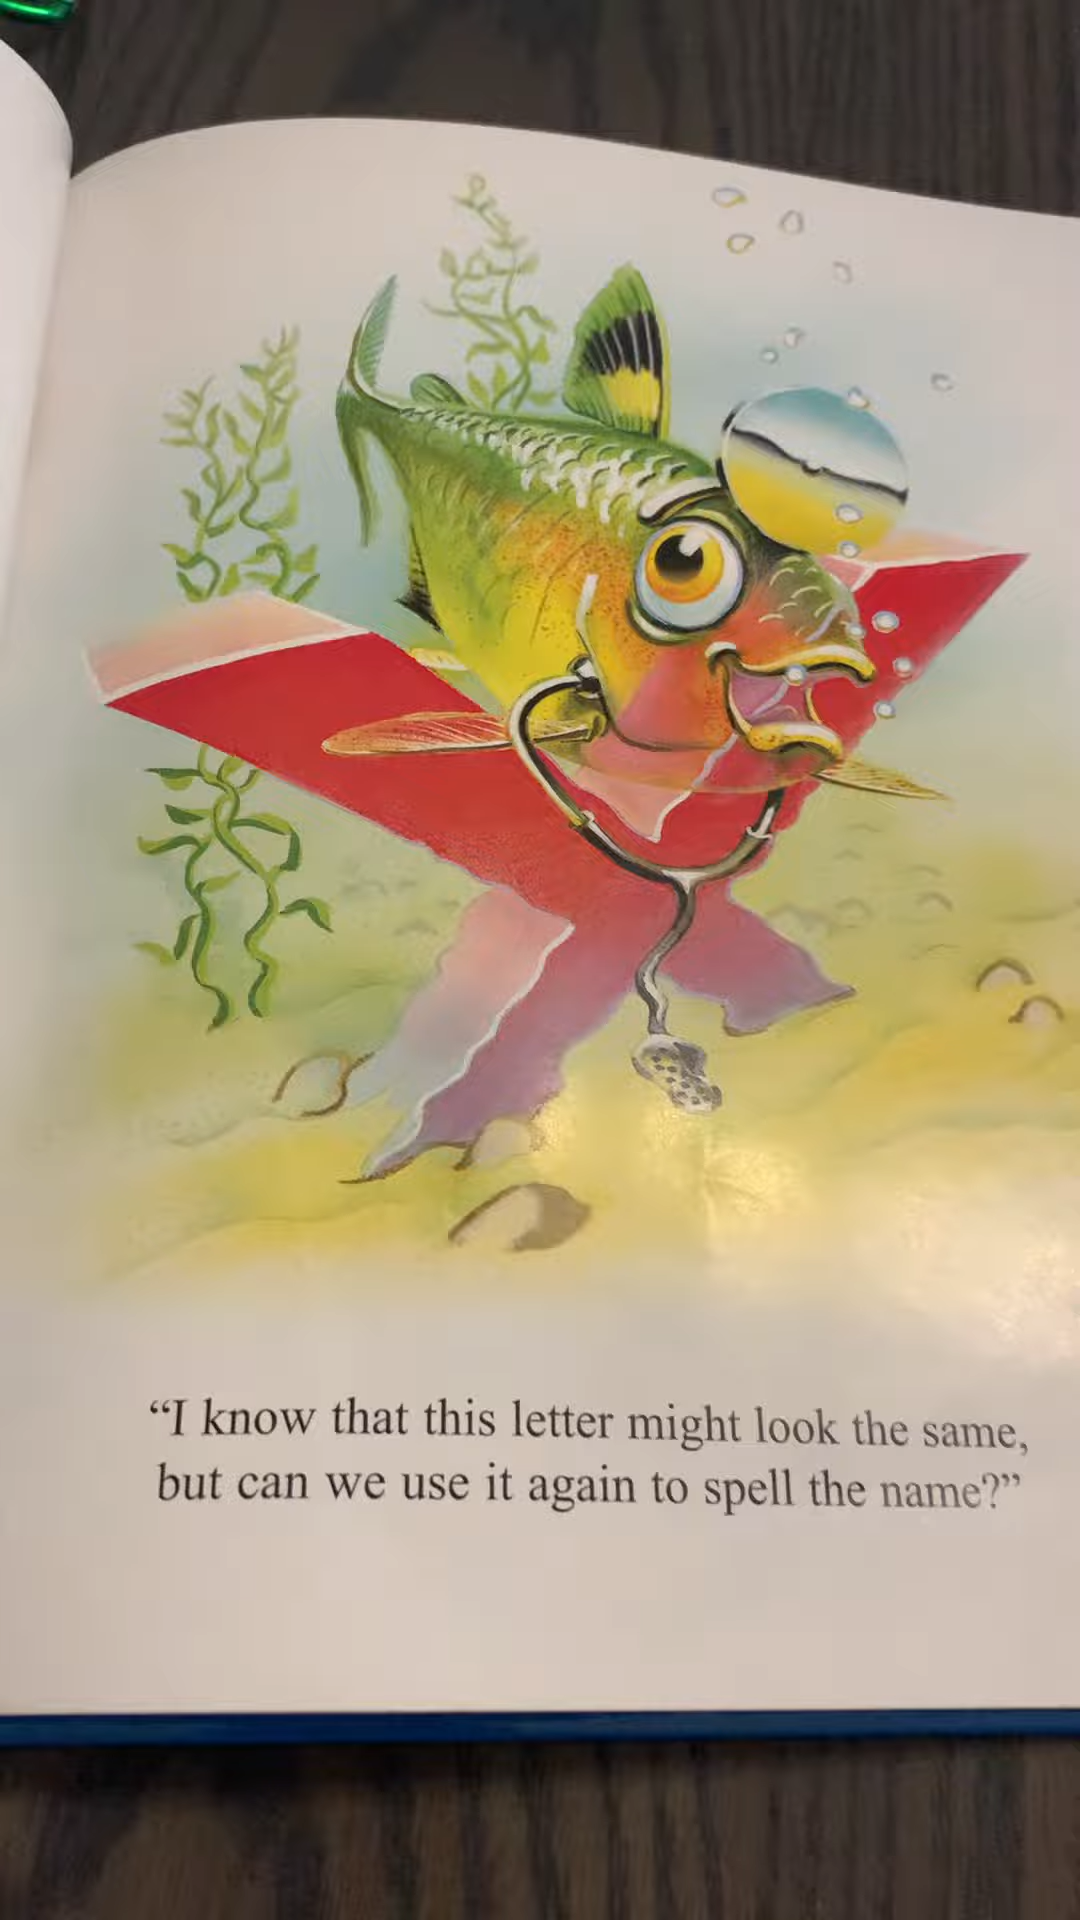 “I know that this letter might look the same,
but can we use it again to spell the name?”